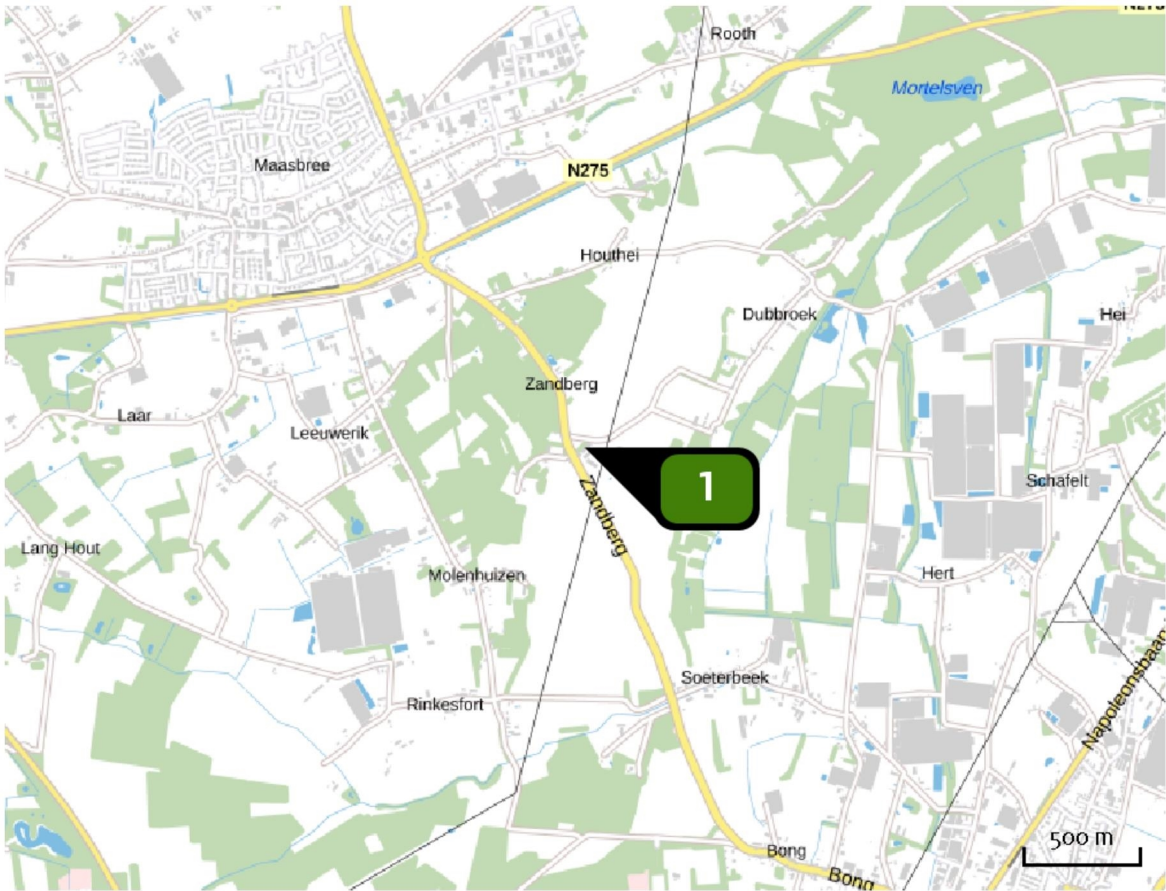 N275
Rooth
Mortelsven
Maasbree
N275
Houthei
Dubbroek
Hei
Zandberg
Laar
Leeuwerik
1
Schafelt
Zandberg
Lang Hout
Hert
Molenhuizen
Soeterbeek
Rinkesfort
Napoleonsbaan
500 m
Bong
Bong